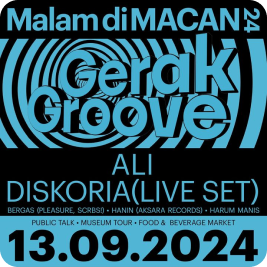 Malam di MACAN 24
Gerak
Groove
ALI
DISKORIA(LIVE SET)
BERGAS (PLEASURE, SCRBS!) • HANIN (AKSARA RECORDS) • HARUM MANIS
PUBLIC TALK • MUSEUM TOUR • FOOD & BEVERAGE MARKET
13.09.2024